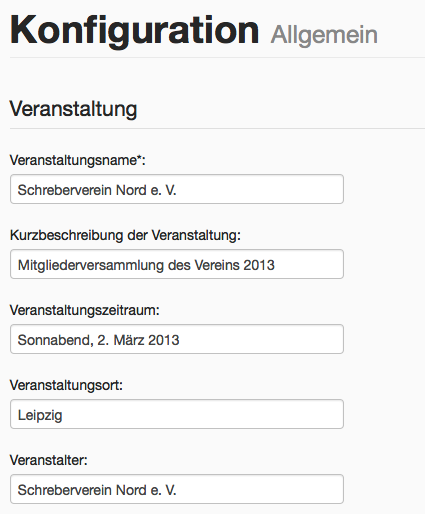 Konfiguration Allgemein
Veranstaltung
Veranstaltungsname*:
Schreberverein Nord e. V.
Kurzbeschreibung der Veranstaltung:
Mitgliederversammlung des Vereins 2013
Veranstaltungszeitraum:
Sonnabend, 2. März 2013
Veranstaltungsort:
Leipzig
Veranstalter:
Schreberverein Nord e. V.